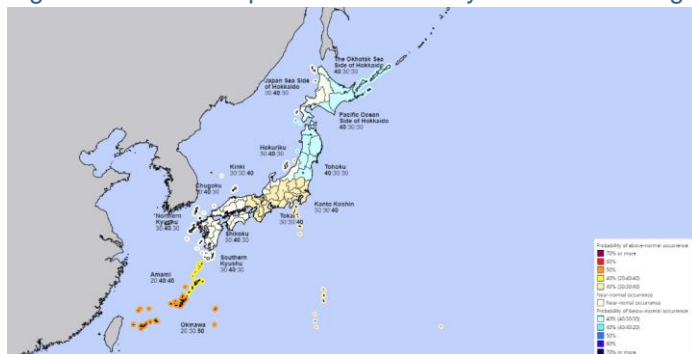 The Okhotsk Sea
Side of Hokkaido
40:30:30
Japan Sea Side
of Hokkaido
30:40:30
Pacific Ocean
Side of Hokkaido
40:30:30
Hokuriku
30:40:30
Tohoku
40:30:30
Kinki
30:30:40
Chugoku
30:40:30
Kanto Koshin
30:30:40
Tokai
30:30:40
Northern
Kyushu
30:40:30
Shikoku
30:40:30
Southern
Kyushu
30:40:30
Amami
20:40:40
Okinawa
20:30:50
Probability of above-normal occurrence
70% or more
60%
50%
40% (20:40:40)
40% (30:30:40)
Near-normal occurrence
Near-normal occurrence
Probability of below-normal occurrence
40% (40:30:30)
40% (40:40:20)
50%
60%
70% or more